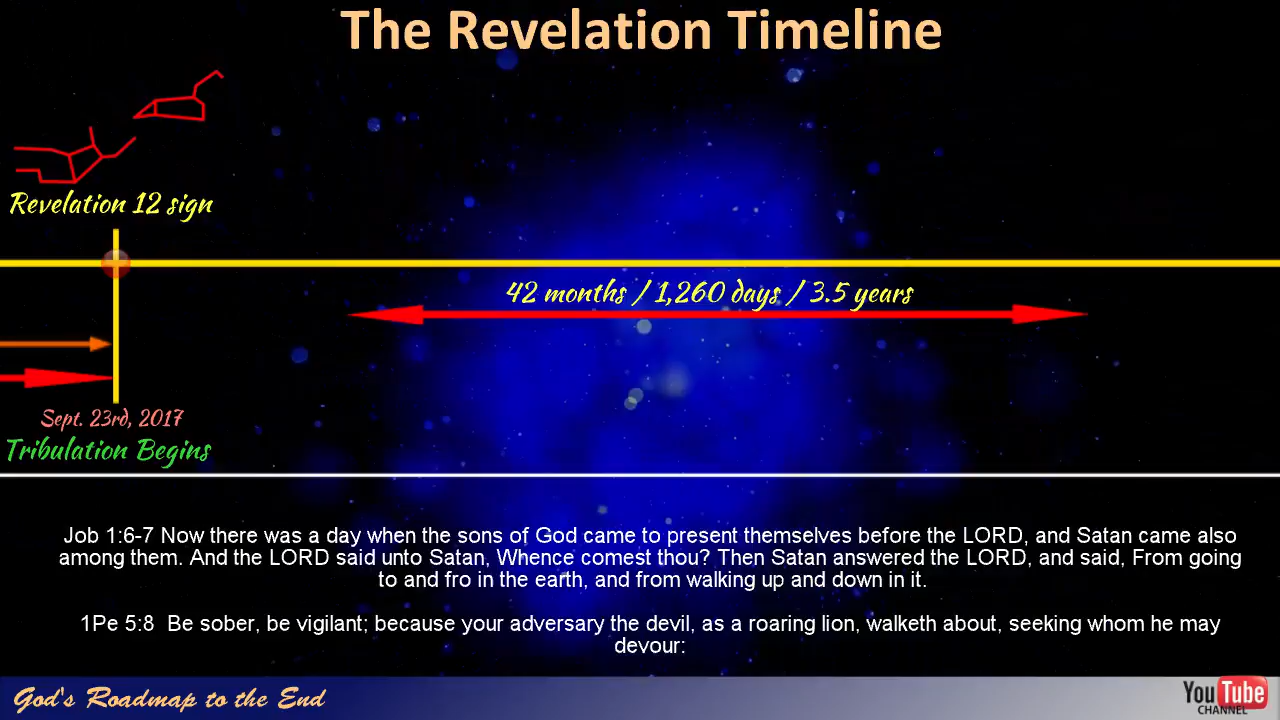 The Revelation Timeline
Revelation 12 sign
42 months / 1,260 days / 3.5 years
Sept. 23rd, 2017
Tribulation Begins
Job 1:6-7 Now there was a day when the sons of God came to present themselves before the LORD, and Satan came also
among them. And the LORD said unto Satan, Whence comest thou? Then Satan answered the LORD, and said, From going
to and fro in the earth, and from walking up and down in it.
1Pe 5:8  Be sober, be vigilant; because your adversary the devil, as a roaring lion, walketh about, seeking whom he may
devour:
God's Roadmap to the End
YouTube
CHANNEL